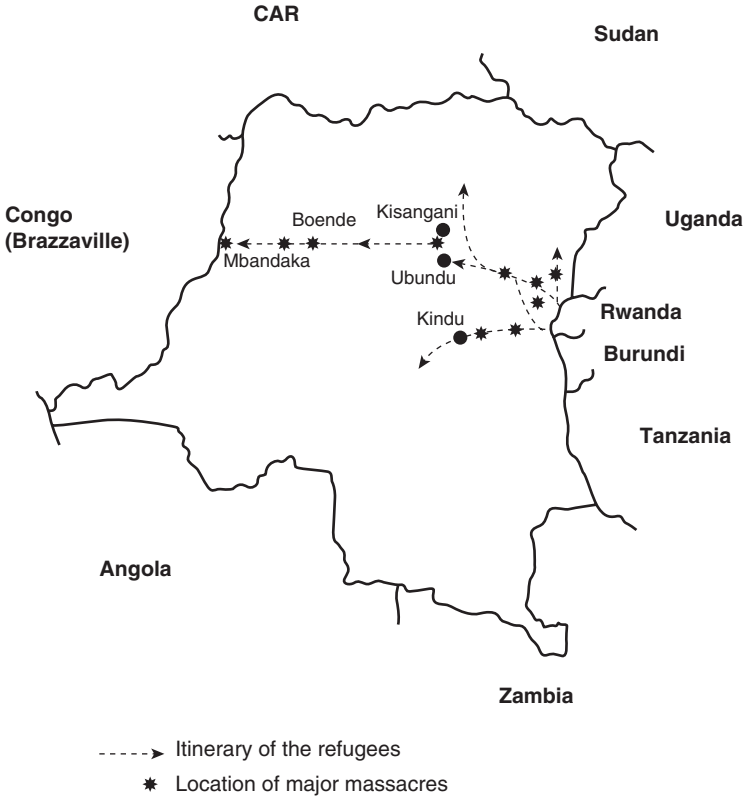 CAR
Sudan
Congo
(Brazzaville)
Uganda
Boende
Kisangani
Mbandaka
Ubundu
Kindu
Rwanda
Burundi
Tanzania
Angola
Zambia
Itinerary of the refugees
Location of major massacres